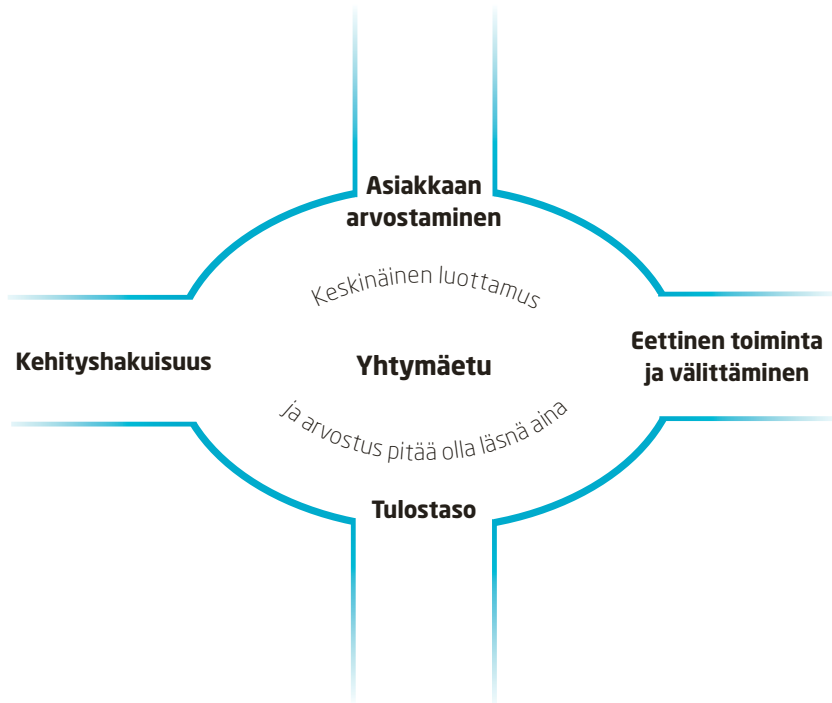 Asiakkaan
arvostaminen
Keskinäinen luottamus
Kehityshakuisuus
Yhtymäetu
Eettinen toiminta
ja välittäminen
ja arvostus pitää olla läsnä aina
Tulostaso